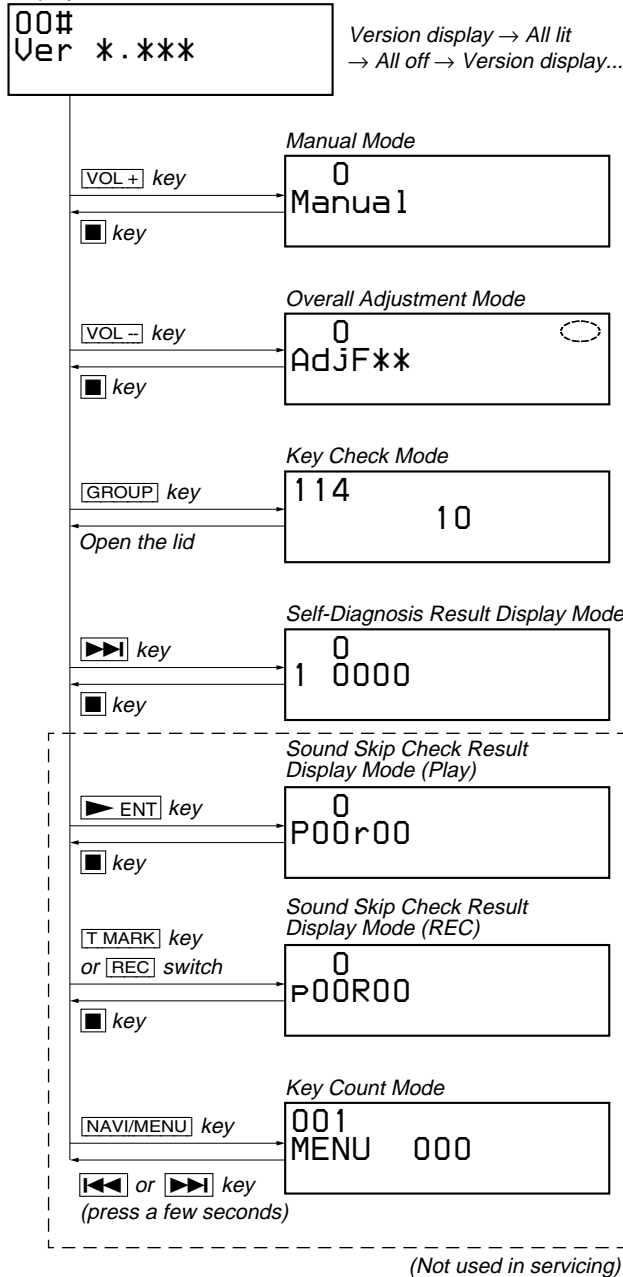 00#
Ver *.***
Version display → All lit
→ All off → Version display...
Manual Mode
VOL + key
0
Manual
■ key
Overall Adjustment Mode
VOL -- key
0
AdjF**
■ key
Key Check Mode
GROUP key
114
10
Open the lid
Self-Diagnosis Result Display Mode
▶▶I key
0
1 0000
■ key
Sound Skip Check Result
Display Mode (Play)
▶ ENT key
0
P00r00
■ key
Sound Skip Check Result
Display Mode (REC)
T MARK key
or REC switch
0
p00R00
■ key
Key Count Mode
NAVI/MENU key
001
MENU 000
I◀◀ or ▶▶I key
(press a few seconds)
(Not used in servicing)